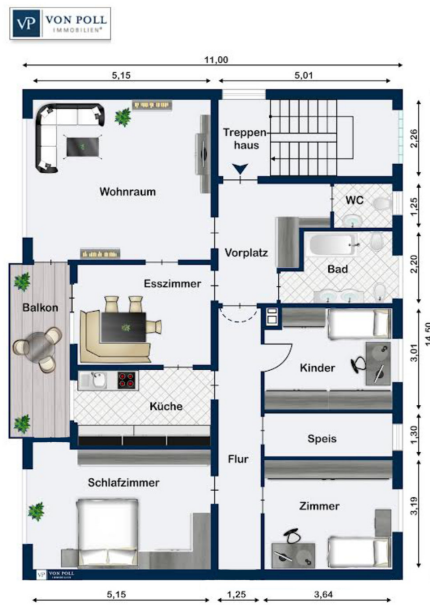 VP VON POLL
IMMOBILIEN®
11,00
5,15 5,01
Treppen
haus
2,26
Wohnraum
WC
1,25
Vorplatz
Bad
2,20
Esszimmer
Balkon
14,50
Kinder
3,01
Küche
Speis
1,30
Flur
Schlafzimmer
Zimmer
3,19
VP VON POLL
IMMOBILIEN
5,15 1,25 3,64